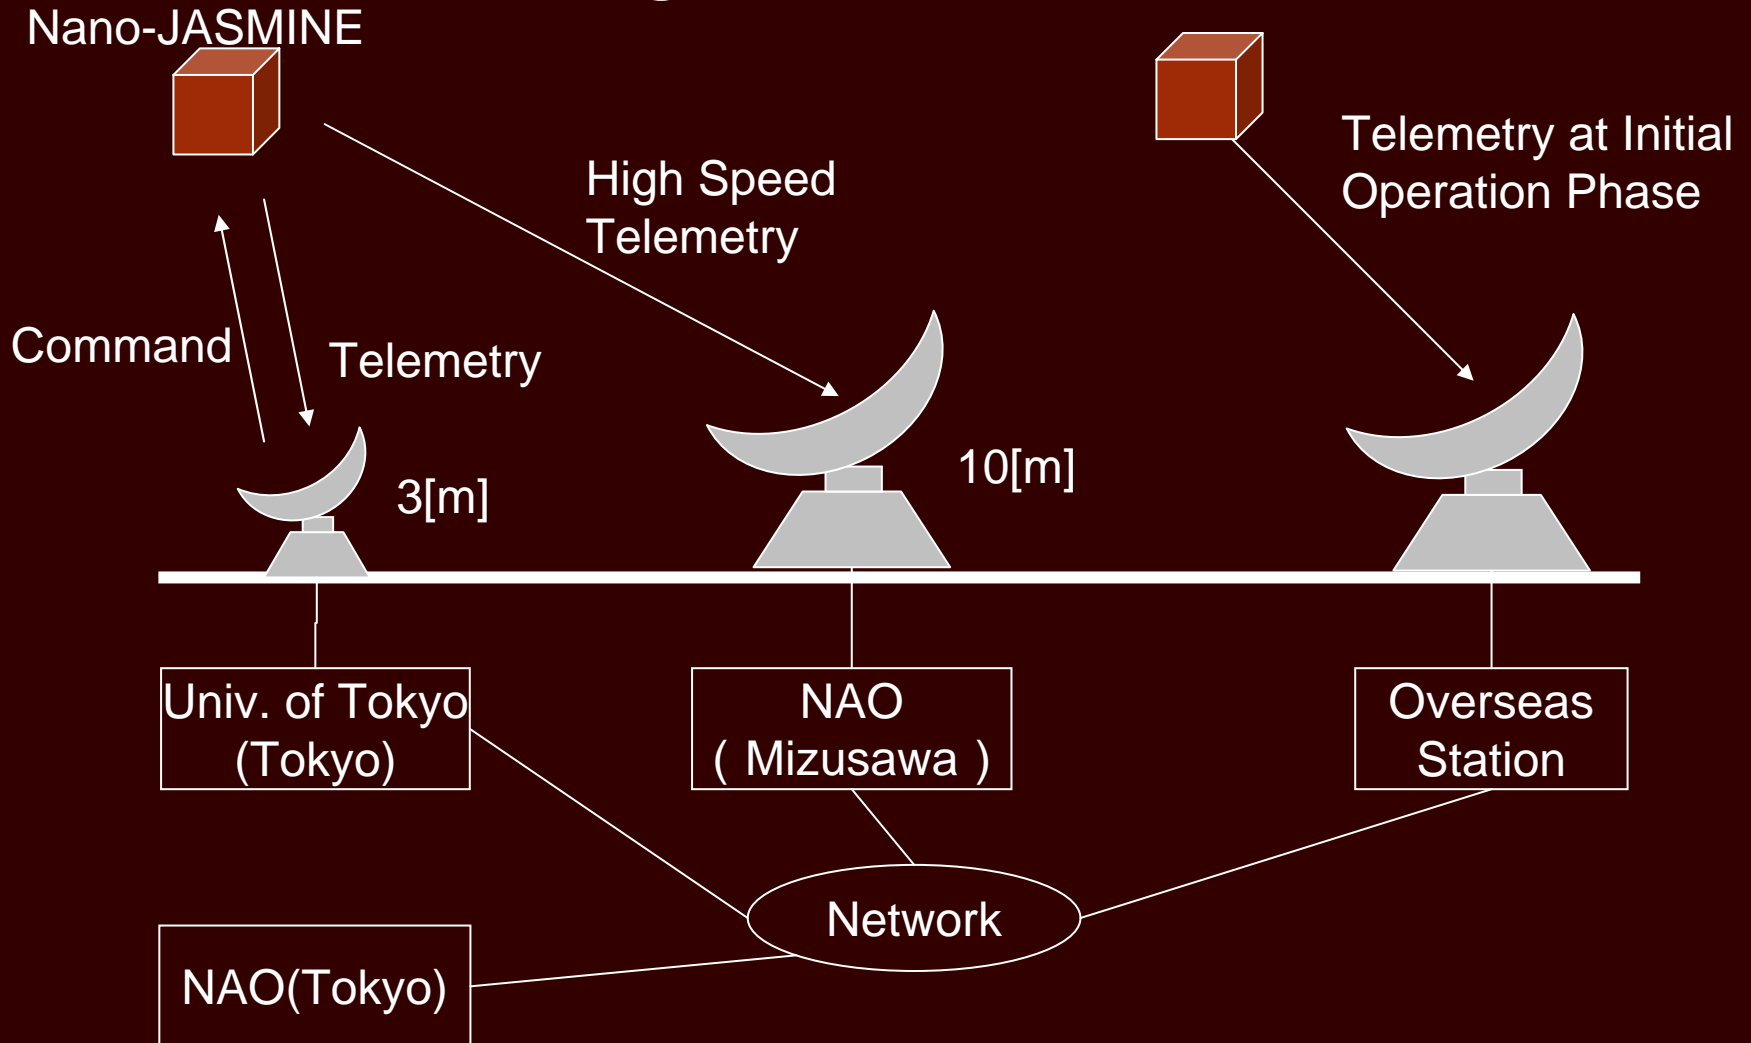 Nano-JASMINE
Telemetry at Initial
Operation Phase
High Speed
Telemetry
Command
Telemetry
3[m]
10[m]
Univ. of Tokyo
(Tokyo)
NAO
( Mizusawa )
Overseas
Station
Network
NAO(Tokyo)